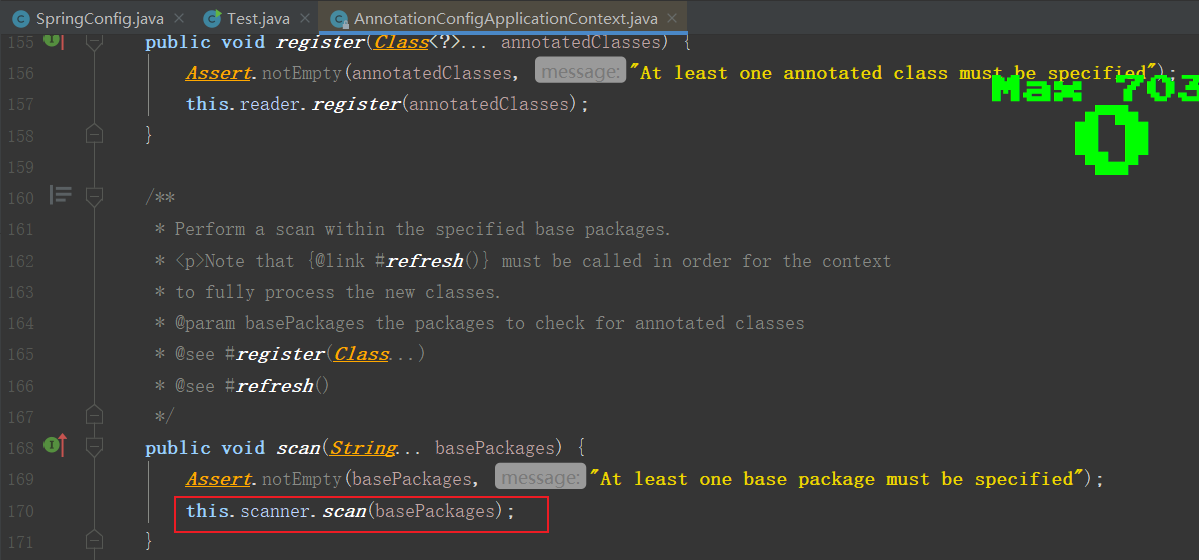 SpringConfig.java × Test.java × AnnotationConfigApplicationContext.java ×
155 public void register(Class<?>... annotatedClasses) {
156 Assert.notEmpty(annotatedClasses, message: "At least one annotated class must be specified");
Max 703
0
157 this.reader.register(annotatedClasses);
158 }
159
160 /**
161 * Perform a scan within the specified base packages.
162 * <p>Note that {@link #refresh()} must be called in order for the context
163 * to fully process the new classes.
164 * @param basePackages the packages to check for annotated classes
165 * @see #register(Class...)
166 * @see #refresh()
167 */
168 public void scan(String... basePackages) {
169 Assert.notEmpty(basePackages, message: "At least one base package must be specified");
170 this.scanner.scan(basePackages);
171 }